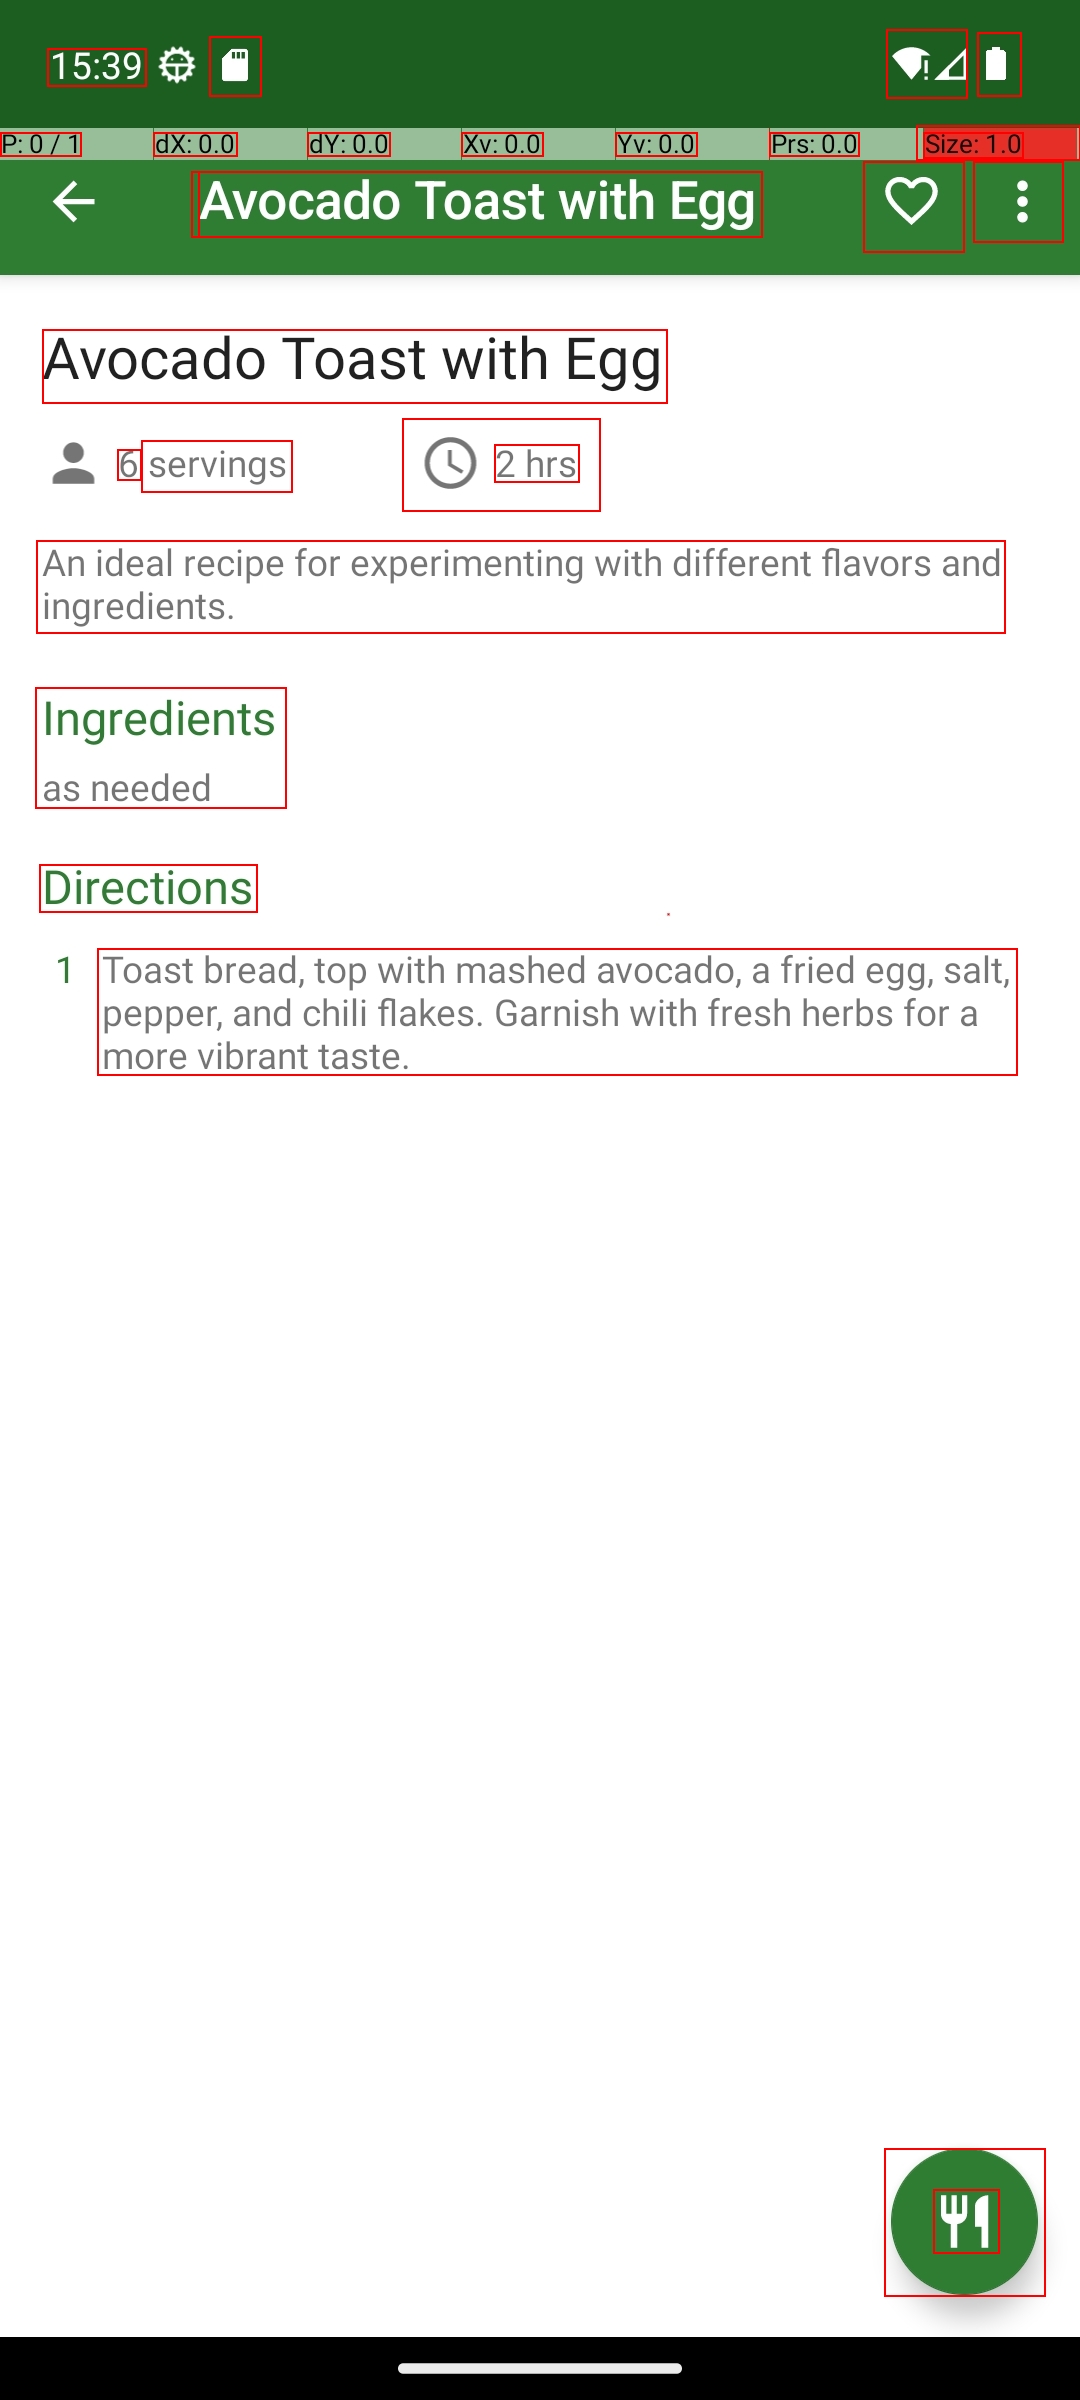 15:39
P: 0 / 1 dX: 0.0 dY: 0.0 Xv: 0.0 Yv: 0.0 Prs: 0.0 Size: 1.0
Avocado Toast with Egg
Avocado Toast with Egg
6 servings 2 hrs
An ideal recipe for experimenting with different flavors and
ingredients.
Ingredients
as needed
Directions
1 Toast bread, top with mashed avocado, a fried egg, salt,
pepper, and chili flakes. Garnish with fresh herbs for a
more vibrant taste.